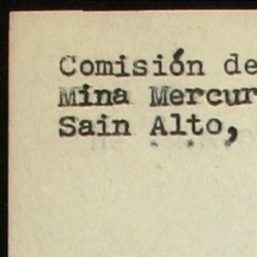 Comisión de
Mina Mercur
Sain Alto,